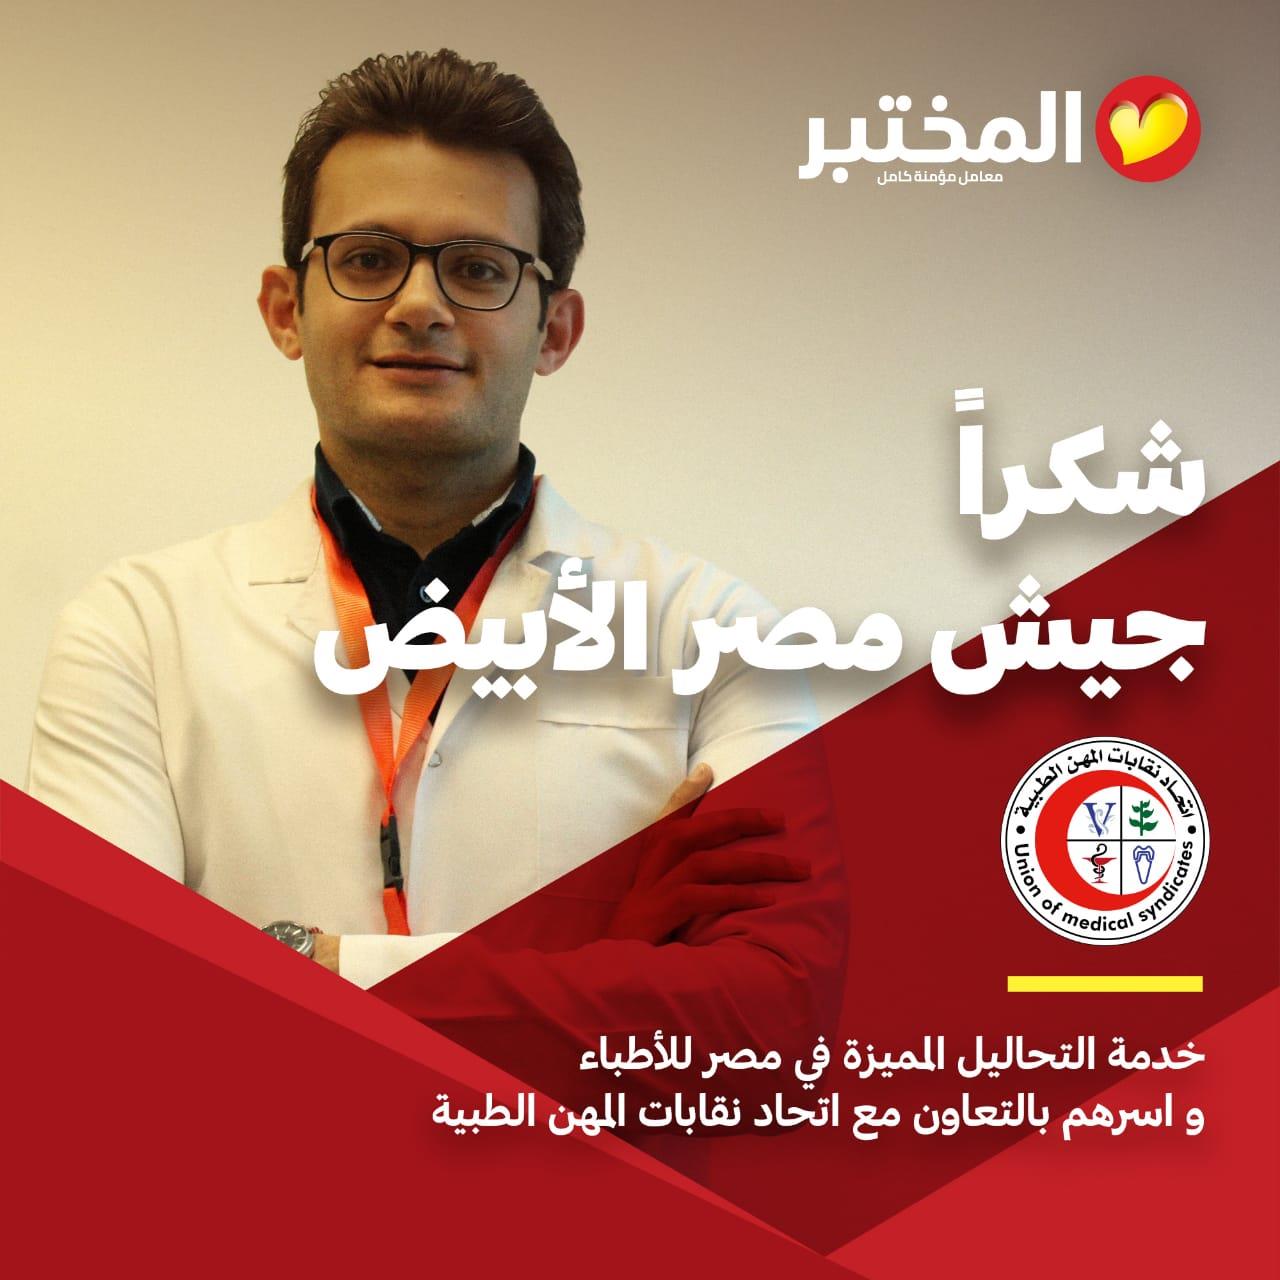 المختبر
معامل مؤمنة كامل
شكراً
جيش مصر الأبيض
اتحاد نقابات المهن الطبية
Union of medical syndicates
V
خدمة التحاليل المميزة في مصر للأطباء
و اسرهم بالتعاون مع اتحاد نقابات المهن الطبية